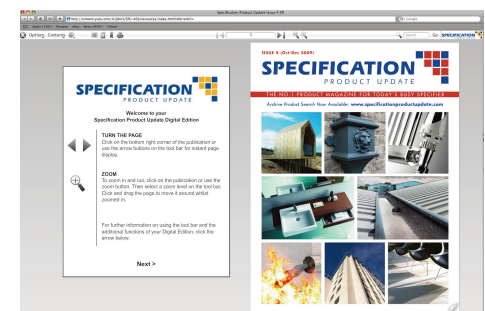 Specification Product Update Issue 4-09
Google
Options
Contents
search
Go
SPECIFICATION
SPECIFICATION
PRODUCT UPDATE
Welcome to your
Specification Product Update Digital Edition
TURN THE PAGE
Click on the bottom right corner of the publication or
use the arrow buttons on the tool bar for instant page
display.
ZOOM
To zoom in and out, click on the publication or use the
zoom button. Then select a zoom level on the tool bar.
Click and drag the page to move it around whilst
zoomed in.
For further information on using the tool bar and the
additional functions of your Digital Edition, click the
arrow below.
Next >
ISSUE 4 (Oct-Dec 2009)
SPECIFICATION
PRODUCT UPDATE
THE NO 1 PRODUCT MAGAZINE FOR TODAY'S BUSY SPECIFIER
Archive Product Search Now Available: www.specificationproductupdate.com